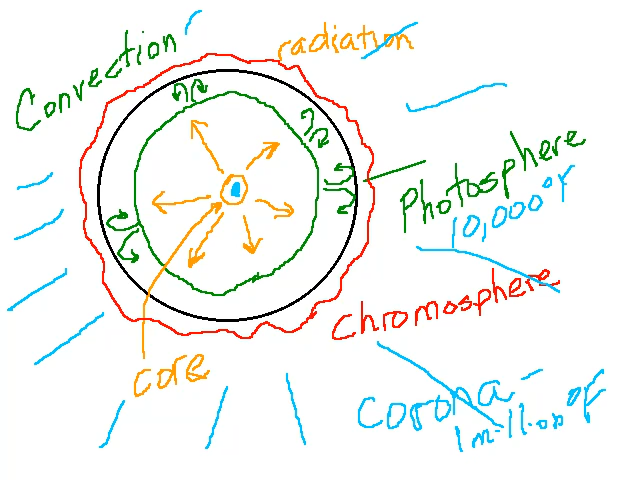 radiation
Convection
Photosphere
10,000°F
Chromosphere
core
corona -
1 million °F